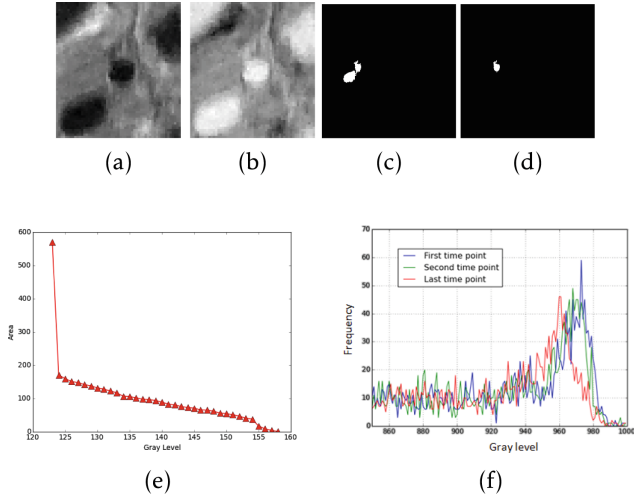 (a) (b) (c) (d)
600
500
400
300
200
100
0
Area
120 125 130 135 140 145 150 155 160
Gray Level
(e)
70
60
50
40
30
20
10
0
Frequency
First time point
Second time point
Last time point
860 880 900 920 940 960 980 1000
Gray level
(f)